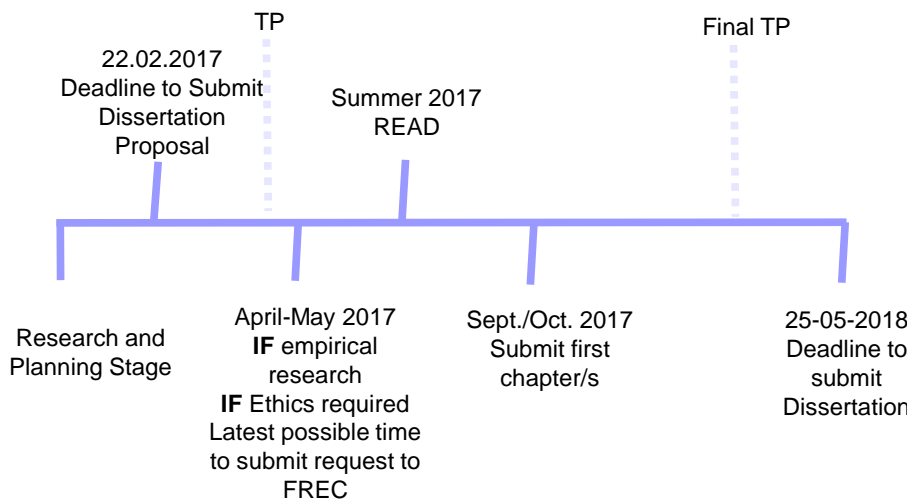 TP
Final TP
22.02.2017
Deadline to Submit
Dissertation
Proposal
Summer 2017
READ
Research and
Planning Stage
April-May 2017
IF empirical
research
IF Ethics required
Latest possible time
to submit request to
FREC
Sept./Oct. 2017
Submit first
chapter/s
25-05-2018
Deadline to
submit
Dissertation